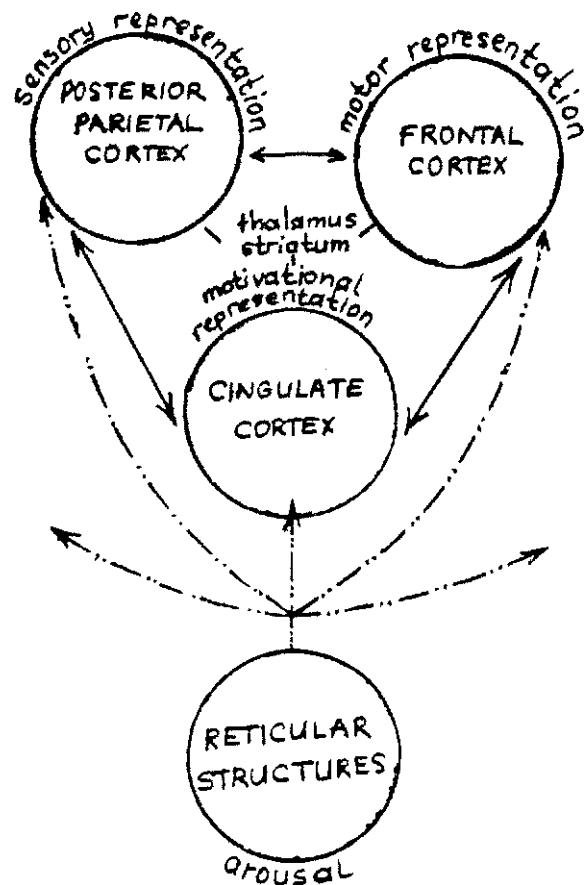 sensory representation
POSTERIOR
PARIETAL
CORTEX
motor representation
FRONTAL
CORTEX
thalamus
striatum
motivational
representation
CINGULATE
CORTEX
RETICULAR
STRUCTURES
arousal